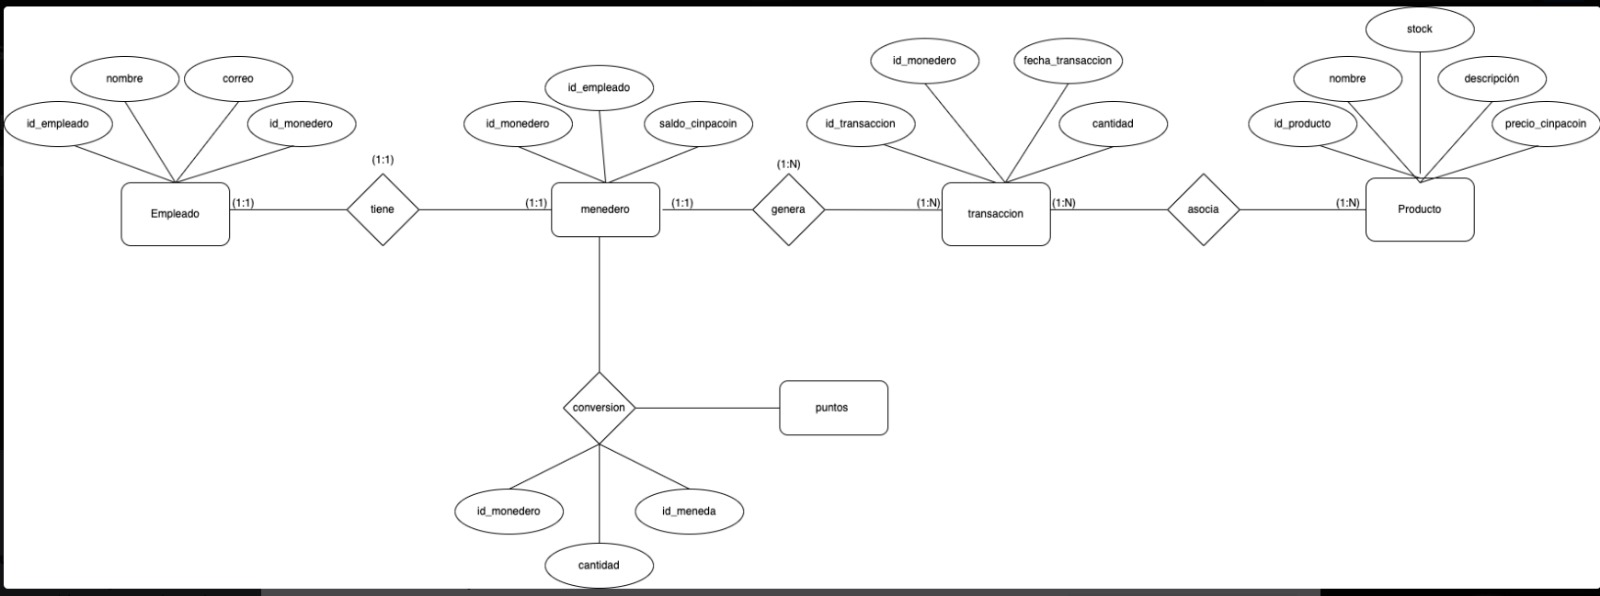 stock
id_monedero
fecha_transaccion
nombre
correo
id_empleado
nombre
descripción
id_empleado
id_monedero
id_monedero
saldo_cinpacoin
id_transaccion
cantidad
id_producto
precio_cinpacoin
(1:1)
(1:N)
Empleado
(1:1)
tiene
(1:1)
menedero
(1:1)
genera
(1:N)
transaccion
(1:N)
asocia
(1:N)
Producto
conversion
puntos
id_monedero
id_meneda
cantidad